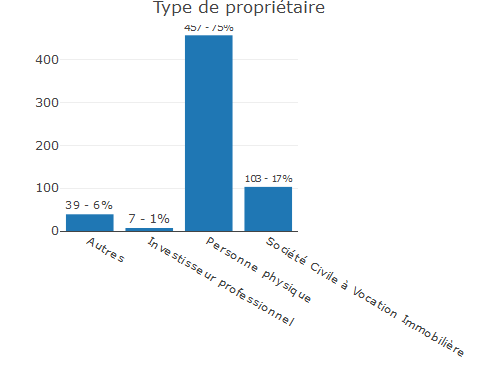 Type de propriétaire
457 - 75%
400
300
200
100
0
39 - 6%
7 - 1%
103 - 17%
Autres
Investisseur professionnel
Personne physique
Société Civile à Vocation Immobilière